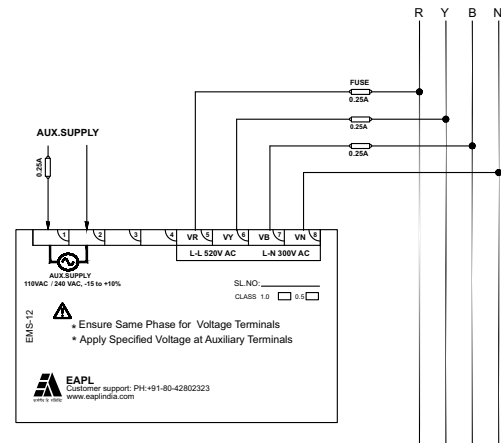 R Y B N
FUSE
0.25A
0.25A
0.25A
AUX.SUPPLY
0.25A
1 2 3 4 VR 5 VY 6 VB 7 VN 8
L-L 520V AC L-N 300V AC
AUX.SUPPLY
110VAC / 240 VAC, -15 to +10%
SL.NO:
CLASS 1.0 0.5
EMS-12
* Ensure Same Phase for Voltage Terminals
* Apply Specified Voltage at Auxiliary Terminals
EAPL
Customer support: PH:+91-80-42802323
www.eaplindia.com